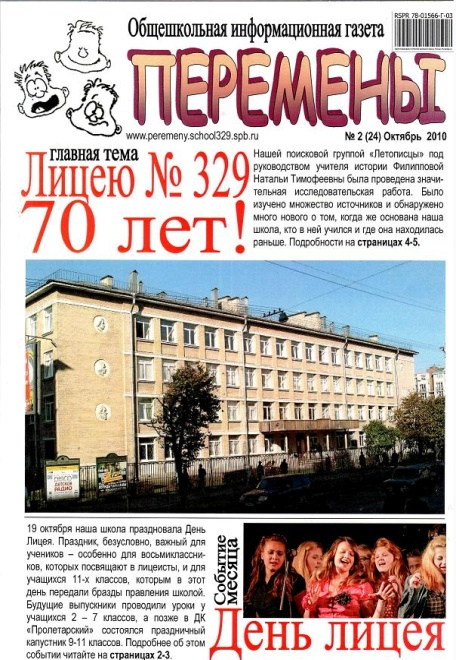 RSPR 78-01566-Г-03
Общешкольная информационная газета
ПЕРЕМЕНЫ
www.peremeny.school329.spb.ru
№ 2 (24) Октябрь 2010
главная тема
Лицею № 329
70 лет!
Нашей поисковой группой «Летописцы» под
руководством учителя истории Филипповой
Натальи Тимофеевны была проведена значи-
тельная исследовательская работа. Было
изучено множество источников и обнаружено
много нового о том, когда же основана наша
школа, кто в ней учился и где она находилась
раньше. Подробности на страницах 4-5.
19 октября наша школа праздновала День
Лицея. Праздник, безусловно, важный для
учеников – особенно для восьмиклассни-
ков, которых посвящают в лицеисты, и для
учащихся 11-х классов, которым в этот
день передали бразды правления школой.
Будущие выпускники проводили уроки у
учащихся 2 – 7 классов, а позже в ДК
«Пролетарский» состоялся праздничный
капустник 9-11 классов. Подробнее об этом
событии читайте на страницах 2-3.
Событие
месяца
День лицея